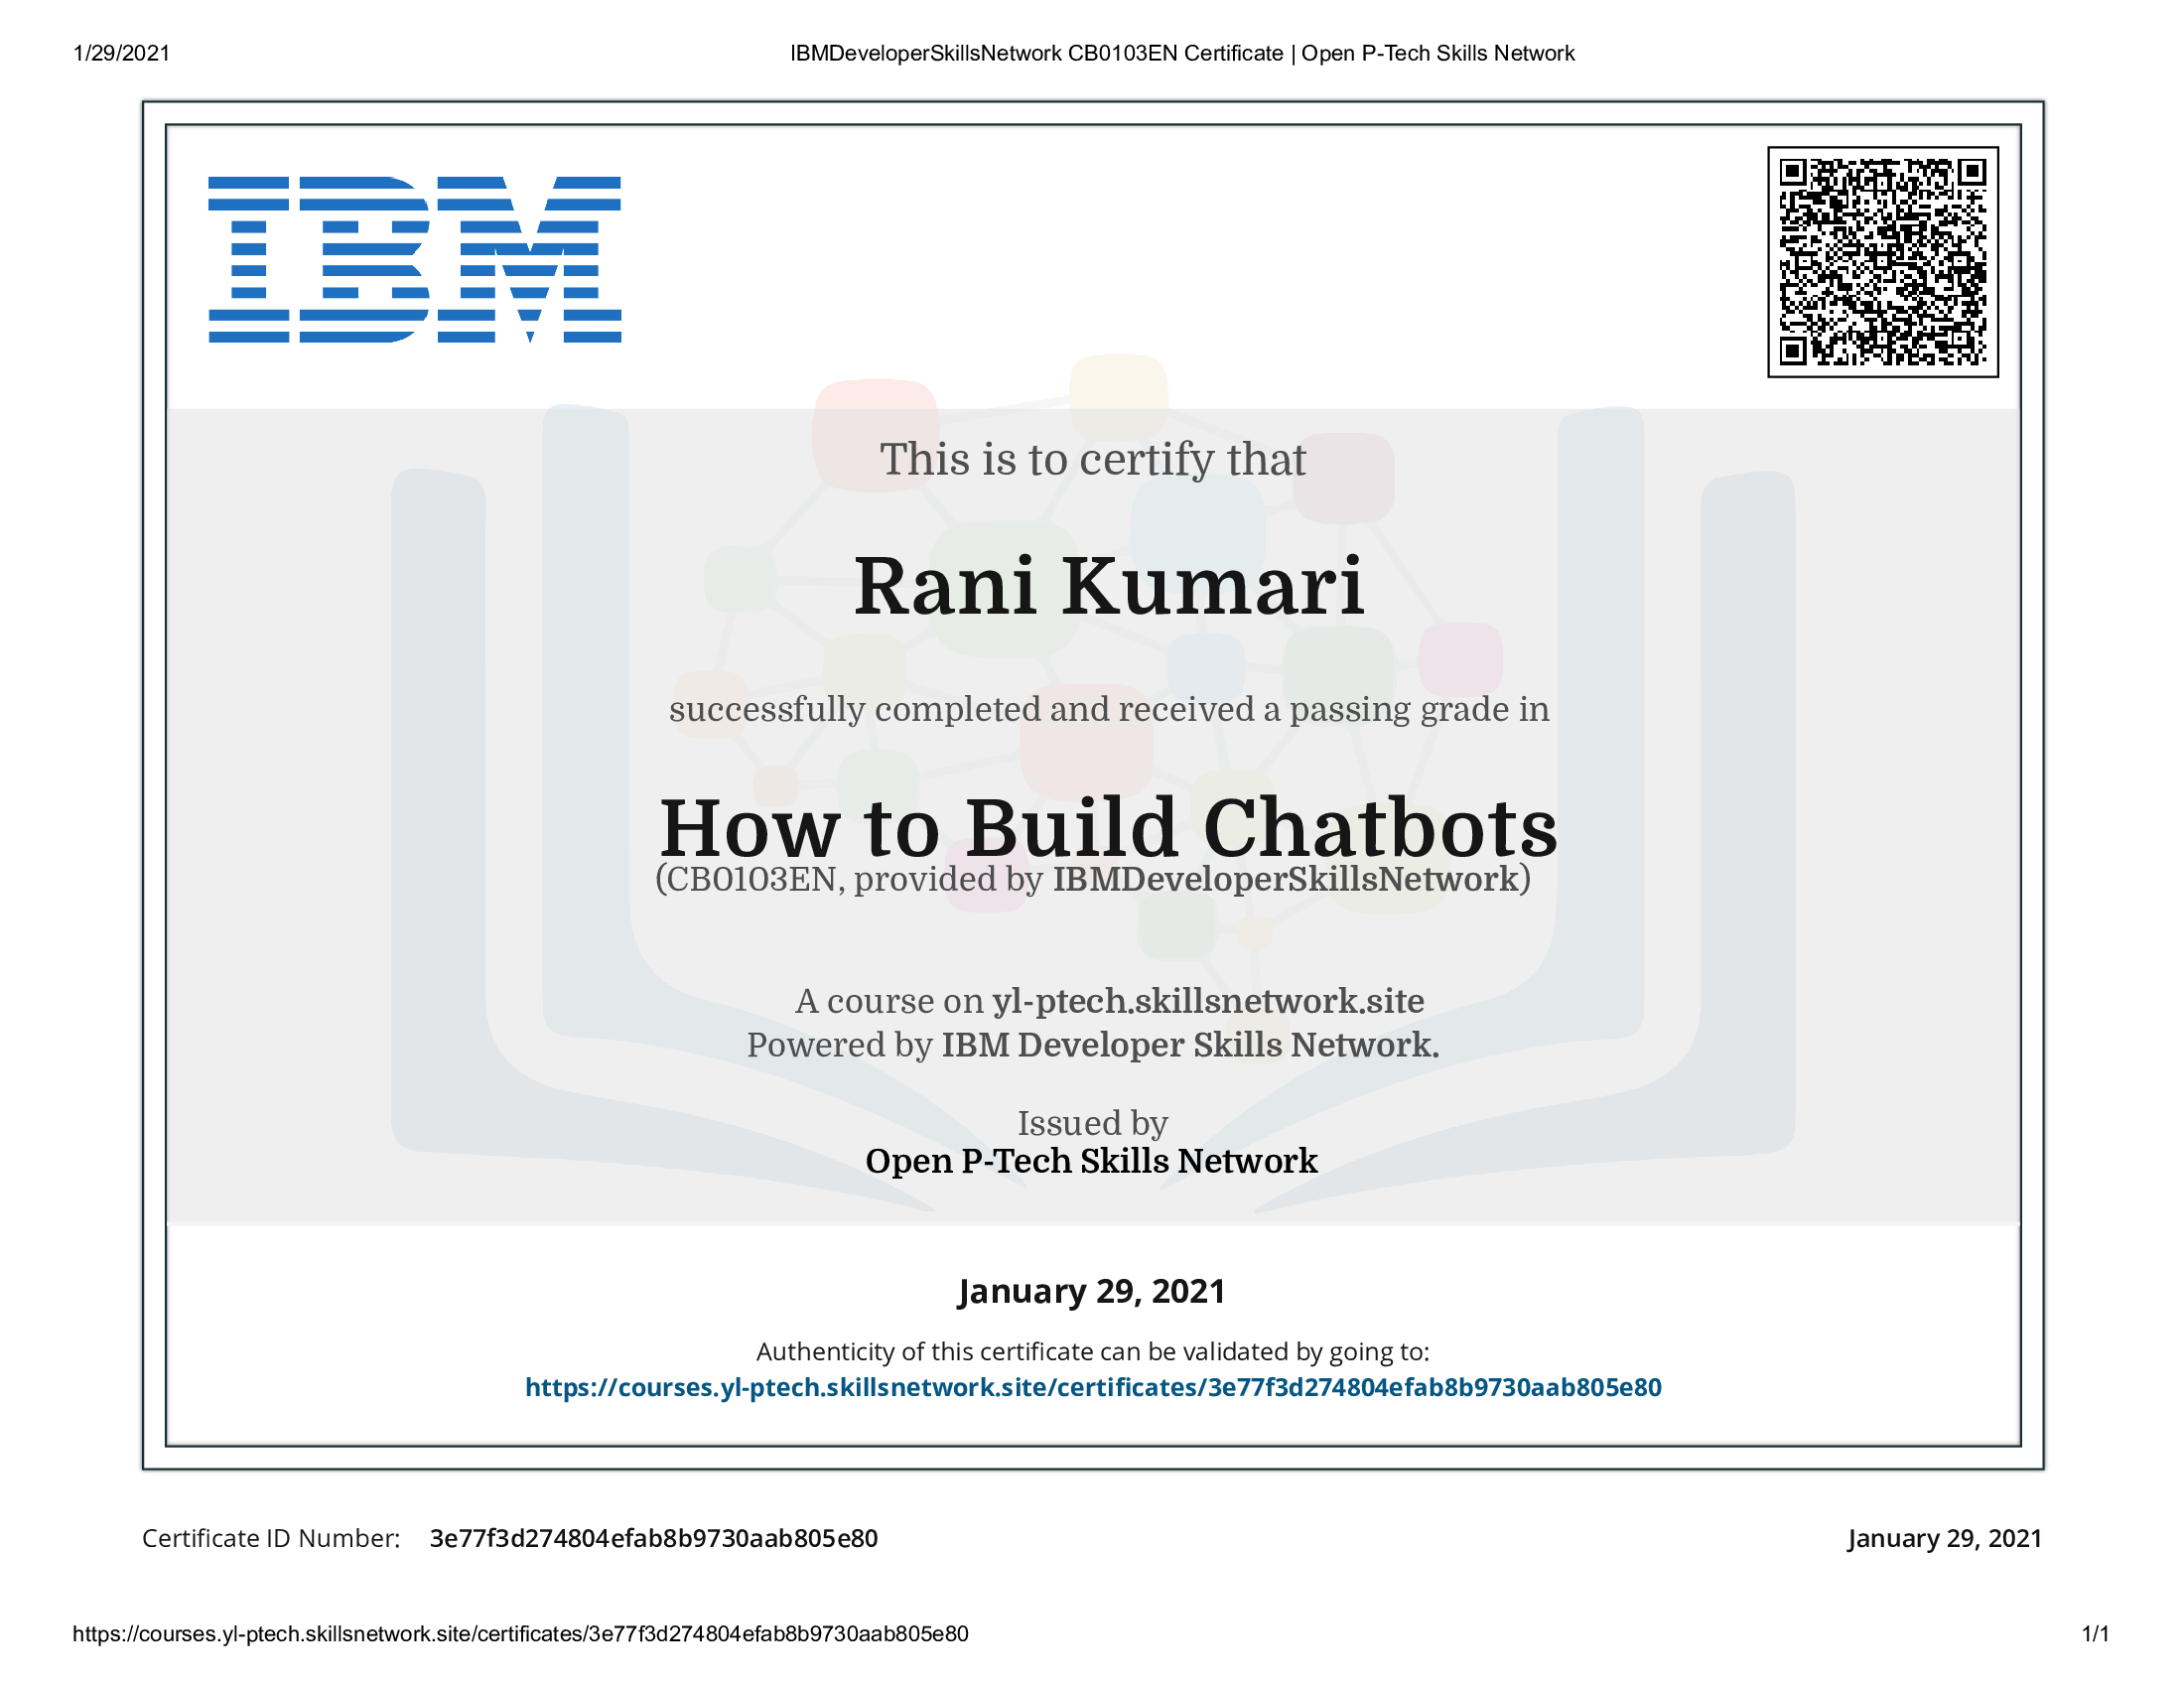 1/29/2021 IBMDeveloperSkillsNetwork CB0103EN Certificate | Open P-Tech Skills Network
IBM
This is to certify that
Rani Kumari
successfully completed and received a passing grade in
How to Build Chatbots
(CB0103EN, provided by IBMDeveloperSkillsNetwork)
A course on yl-ptech.skillsnetwork.site
Powered by IBM Developer Skills Network.
Issued by
Open P-Tech Skills Network
January 29, 2021
Authenticity of this certificate can be validated by going to:
https://courses.yl-ptech.skillsnetwork.site/certificates/3e77f3d274804efab8b9730aab805e80
Certificate ID Number: 3e77f3d274804efab8b9730aab805e80 January 29, 2021
https://courses.yl-ptech.skillsnetwork.site/certificates/3e77f3d274804efab8b9730aab805e80 1/1